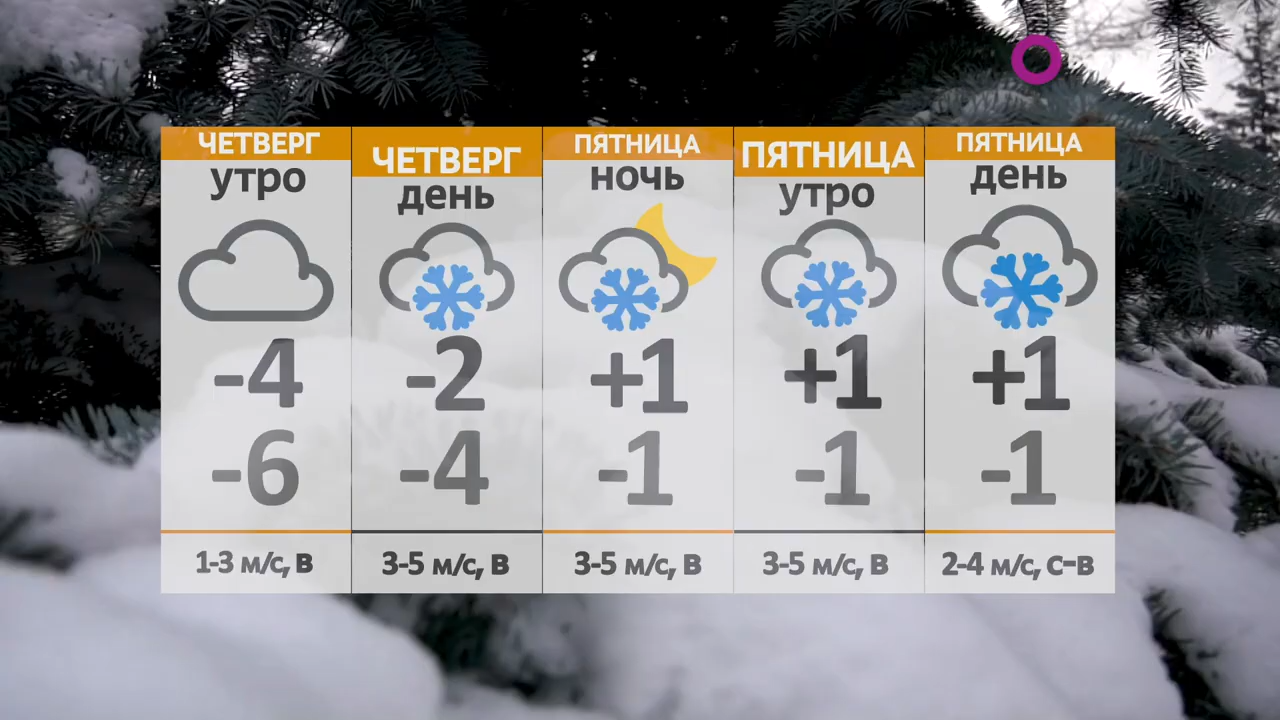 ЧЕТВЕРГ
утро
-4
-6
1-3 м/с, в
ЧЕТВЕРГ
день
-2
-4
3-5 м/с, в
ПЯТНИЦА
ночь
+1
-1
3-5 м/с, в
ПЯТНИЦА
утро
+1
-1
3-5 м/с, в
ПЯТНИЦА
день
+1
-1
2-4 м/с, с-в